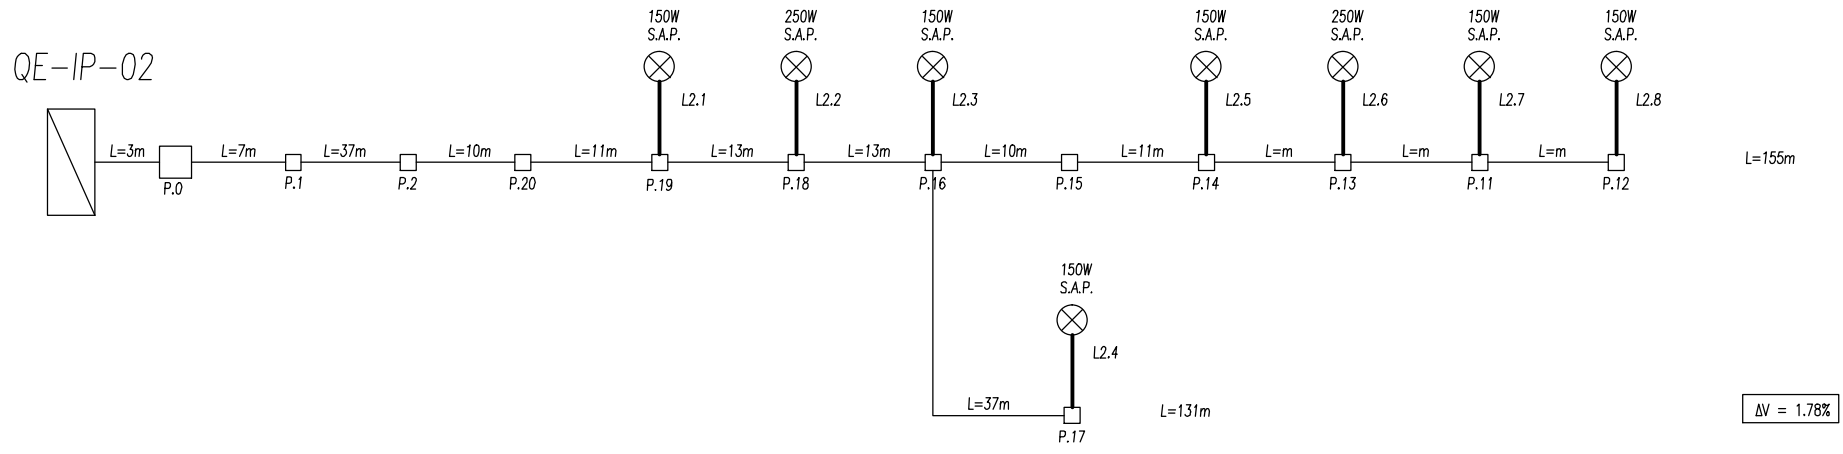 150W
S.A.P.
250W
S.A.P.
150W
S.A.P.
150W
S.A.P.
250W
S.A.P.
150W
S.A.P.
150W
S.A.P.
QE-IP-02
L2.1
L2.2
L2.3
L2.5
L2.6
L2.7
L2.8
L=3m
L=7m
L=37m
L=10m
L=11m
L=13m
L=13m
L=10m
L=11m
L=m
L=m
L=m
L=155m
P.0
P.1
P.2
P.20
P.19
P.18
P.16
P.15
P.14
P.13
P.11
P.12
150W
S.A.P.
L2.4
L=37m
L=131m
P.17
ΔV = 1.78%